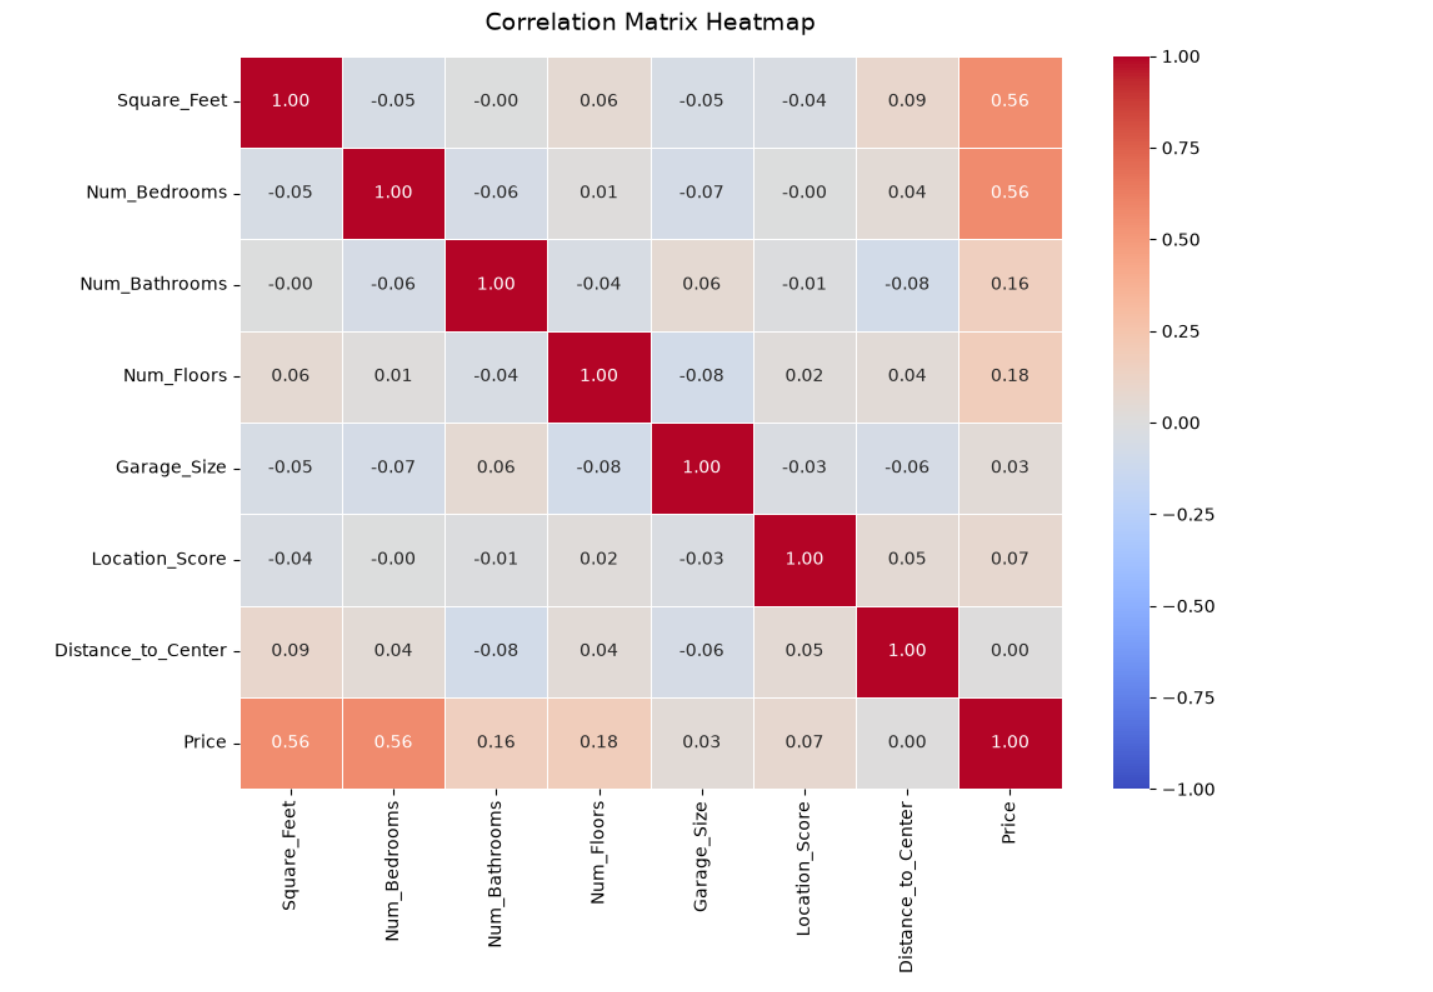 Correlation Matrix Heatmap
Square_Feet 1.00 -0.05 -0.00 0.06 -0.05 -0.04 0.09 0.56
Num_Bedrooms -0.05 1.00 -0.06 0.01 -0.07 -0.00 0.04 0.56
Num_Bathrooms -0.00 -0.06 1.00 -0.04 0.06 -0.01 -0.08 0.16
Num_Floors 0.06 0.01 -0.04 1.00 -0.08 0.02 0.04 0.18
Garage_Size -0.05 -0.07 0.06 -0.08 1.00 -0.03 -0.06 0.03
Location_Score -0.04 -0.00 -0.01 0.02 -0.03 1.00 0.05 0.07
Distance_to_Center 0.09 0.04 -0.08 0.04 -0.06 0.05 1.00 0.00
Price 0.56 0.56 0.16 0.18 0.03 0.07 0.00 1.00
Square_Feet
Num_Bedrooms
Num_Bathrooms
Num_Floors
Garage_Size
Location_Score
Distance_to_Center
Price
1.00
0.75
0.50
0.25
0.00
−0.25
−0.50
−0.75
−1.00